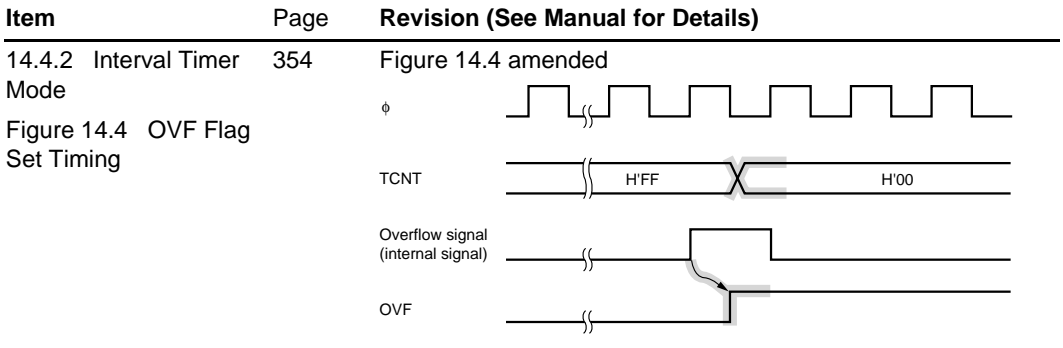 Item Page Revision (See Manual for Details)
14.4.2 Interval Timer 354 Figure 14.4 amended
Mode
Figure 14.4 OVF Flag
Set Timing
ϕ
TCNT H'FF H'00
Overflow signal
(internal signal)
OVF